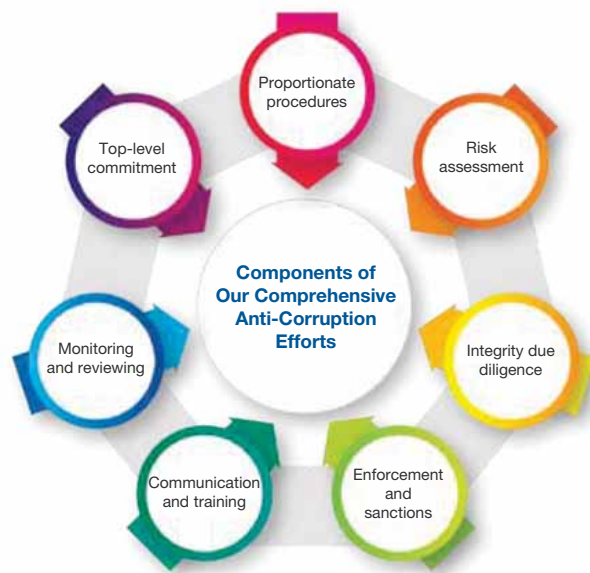 Proportionate
procedures
Top-level
commitment
Risk
assessment
Components of
Our Comprehensive
Anti-Corruption
Efforts
Monitoring
and reviewing
Integrity due
diligence
Communication
and training
Enforcement
and
sanctions